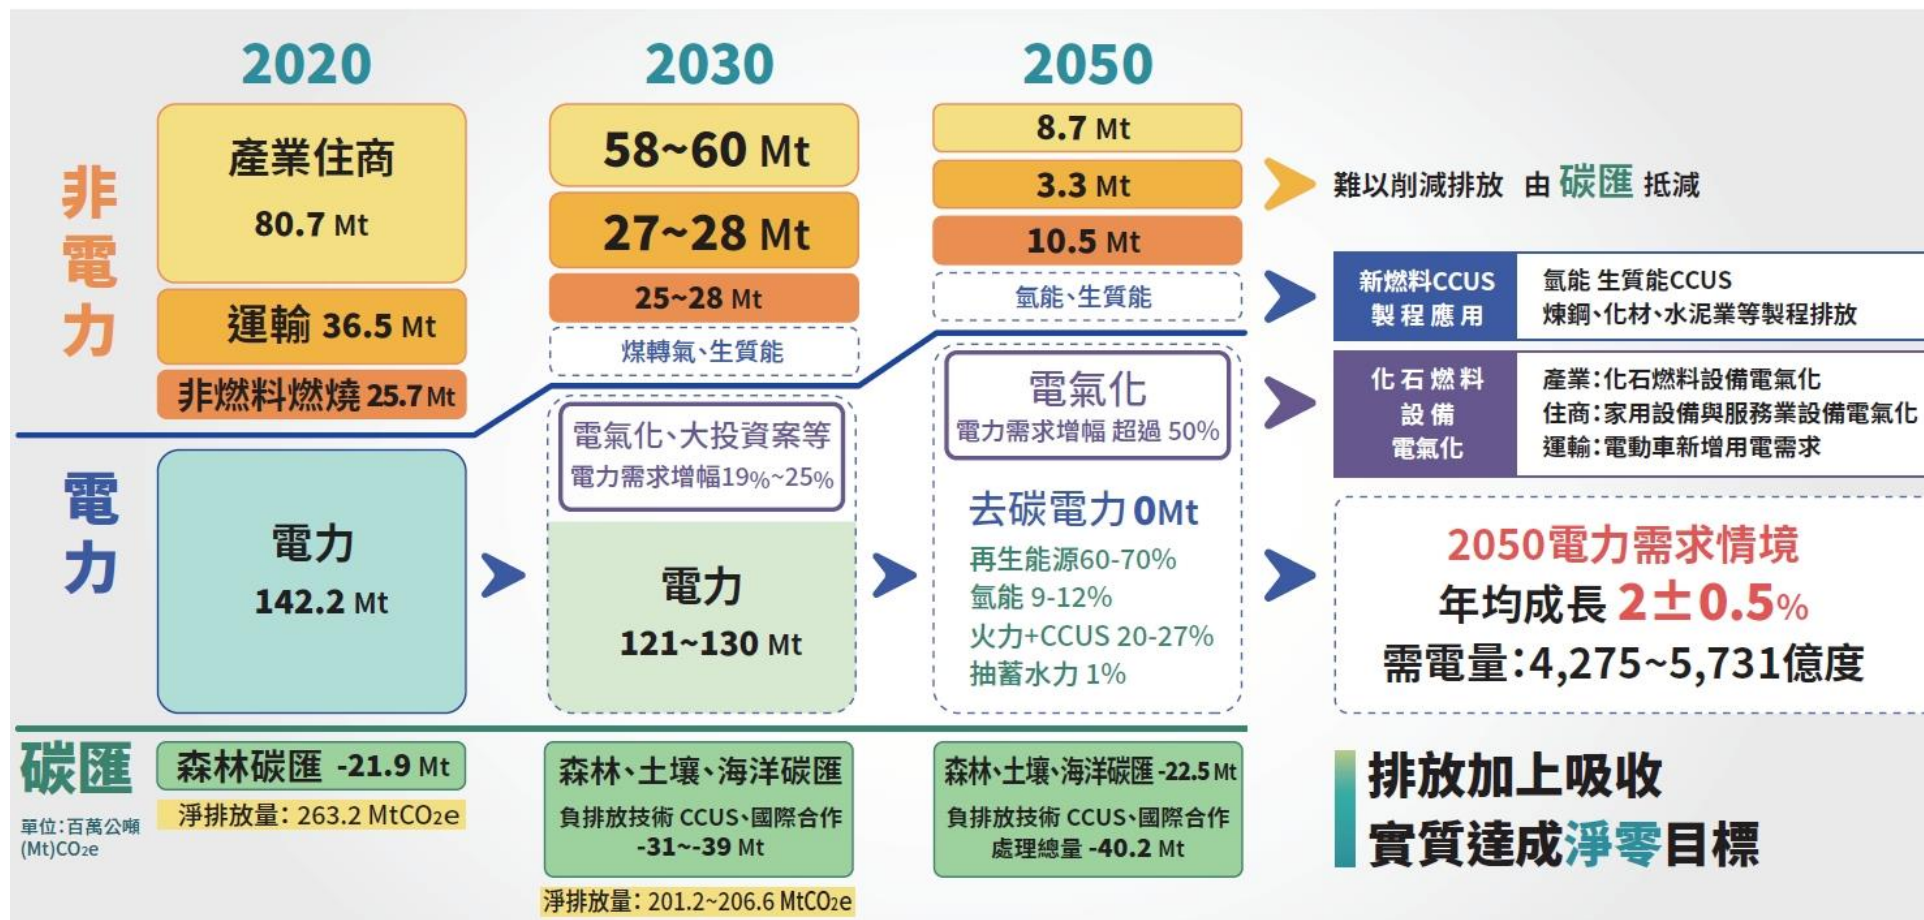 2020
2030
2050
非電力
產業住商
80.7 Mt
運輸 36.5 Mt
非燃料燃燒 25.7 Mt
58~60 Mt
27~28 Mt
25~28 Mt
煤轉氣、生質能
8.7 Mt
3.3 Mt
10.5 Mt
氫能、生質能
難以削減排放 由 碳匯 抵減
新燃料CCUS
製程應用
氫能 生質能CCUS
煉鋼、化材、水泥業等製程排放
化石燃料
設備
電氣化
產業：化石燃料設備電氣化
住商：家用設備與服務業設備電氣化
運輸：電動車新增用電需求
電力
電力
142.2 Mt
電氣化、大投資案等
電力需求增幅19%~25%
電力
121~130 Mt
電氣化
電力需求增幅 超過 50%
去碳電力 0Mt
再生能源60-70%
氫能 9-12%
火力+CCUS 20-27%
抽蓄水力 1%
2050電力需求情境
年均成長 2±0.5%
需電量：4,275~5,731億度
碳匯
單位：百萬公噸
(Mt)CO2e
森林碳匯 -21.9 Mt
淨排放量： 263.2 MtCO2e
森林、土壤、海洋碳匯
負排放技術 CCUS、國際合作
-31~-39 Mt
淨排放量： 201.2~206.6 MtCO2e
森林、土壤、海洋碳匯 -22.5 Mt
負排放技術 CCUS、國際合作
處理總量 -40.2 Mt
排放加上吸收
實質達成淨零目標